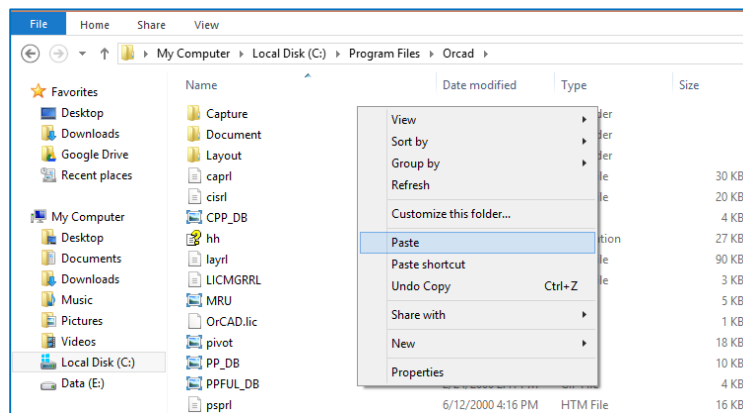 File Home Share View
My Computer Local Disk (C:) Program Files Orcad
Favorites
Desktop
Downloads
Google Drive
Recent places
My Computer
Desktop
Documents
Downloads
Music
Pictures
Videos
Local Disk (C:)
Data (E:)
Name Date modified Type Size
Capture
Document
Layout
caprl 30 KB
cisrl 20 KB
CPP_DB 4 KB
hh 27 KB
layrl 90 KB
LICMGRRL 3 KB
MRU 5 KB
OrCAD.lic 1 KB
pivot 18 KB
PP_DB 10 KB
PPFUL_DB 4 KB
psprl 6/12/2000 4:16 PM HTM File 16 KB
View
Sort by
Group by
Refresh
Customize this folder...
Paste
Paste shortcut
Undo Copy Ctrl+Z
Share with
New
Properties